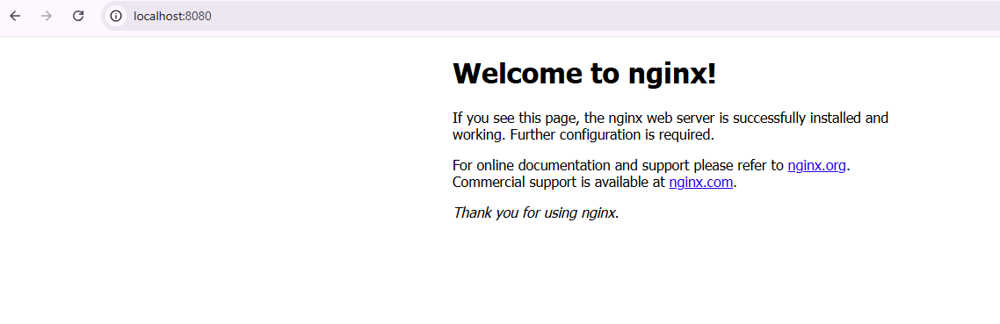 localhost:8080
Welcome to nginx!
If you see this page, the nginx web server is successfully installed and
working. Further configuration is required.
For online documentation and support please refer to nginx.org.
Commercial support is available at nginx.com.
Thank you for using nginx.